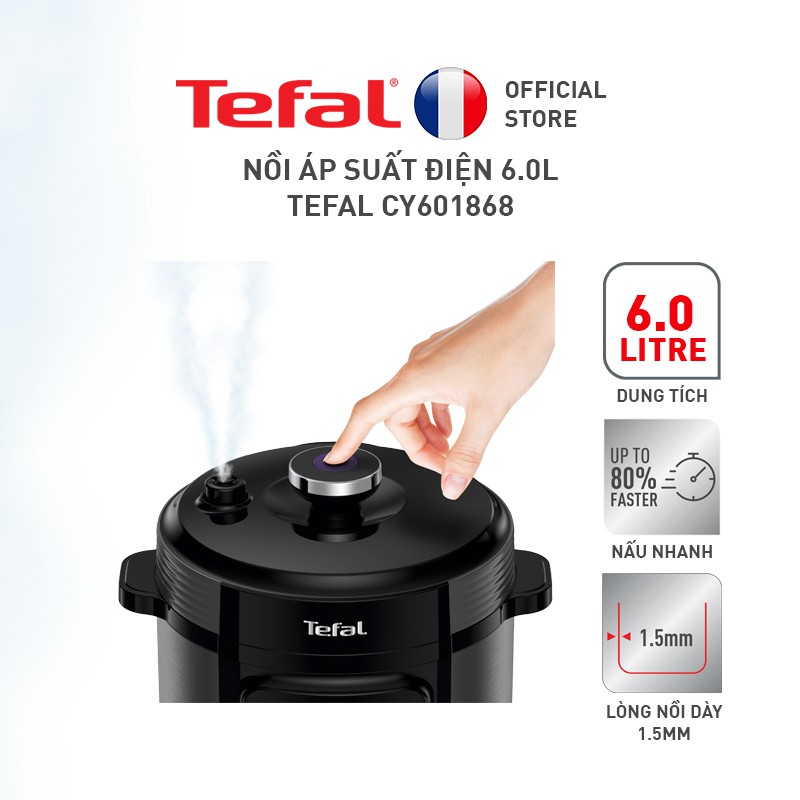 Tefal®
OFFICIAL
STORE
NỒI ÁP SUẤT ĐIỆN 6.0L
TEFAL CY601868
6.0
LITRE
DUNG TÍCH
UP TO
80%
FASTER
NẤU NHANH
Tefal
1.5mm
LÒNG NỒI DÀY
1.5MM